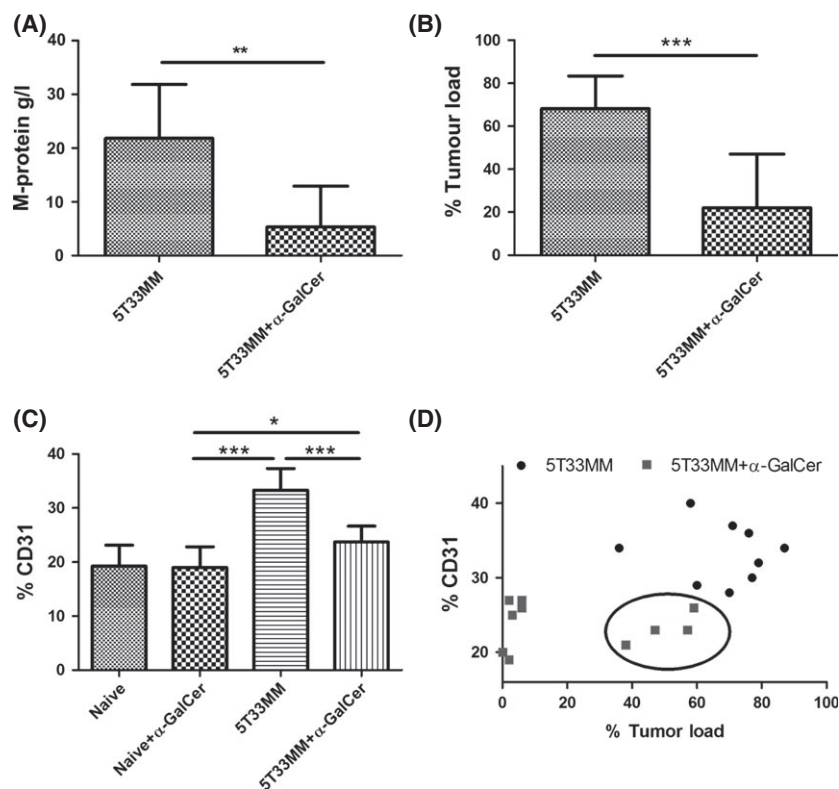 (A)
M-protein g/l
40
30
20
10
0
**
5T33MM
5T33MM+α-GalCer
(B)
% Tumour load
100
80
60
40
20
0
***
5T33MM
5T33MM+α-GalCer
(C)
% CD31
40
30
20
10
0
*
*** ***
Naive
Naive+α-GalCer
5T33MM
5T33MM+α-GalCer
(D)
5T33MM 5T33MM+α-GalCer
% CD31
40
30
20
0 20 40 60 80 100
% Tumor load